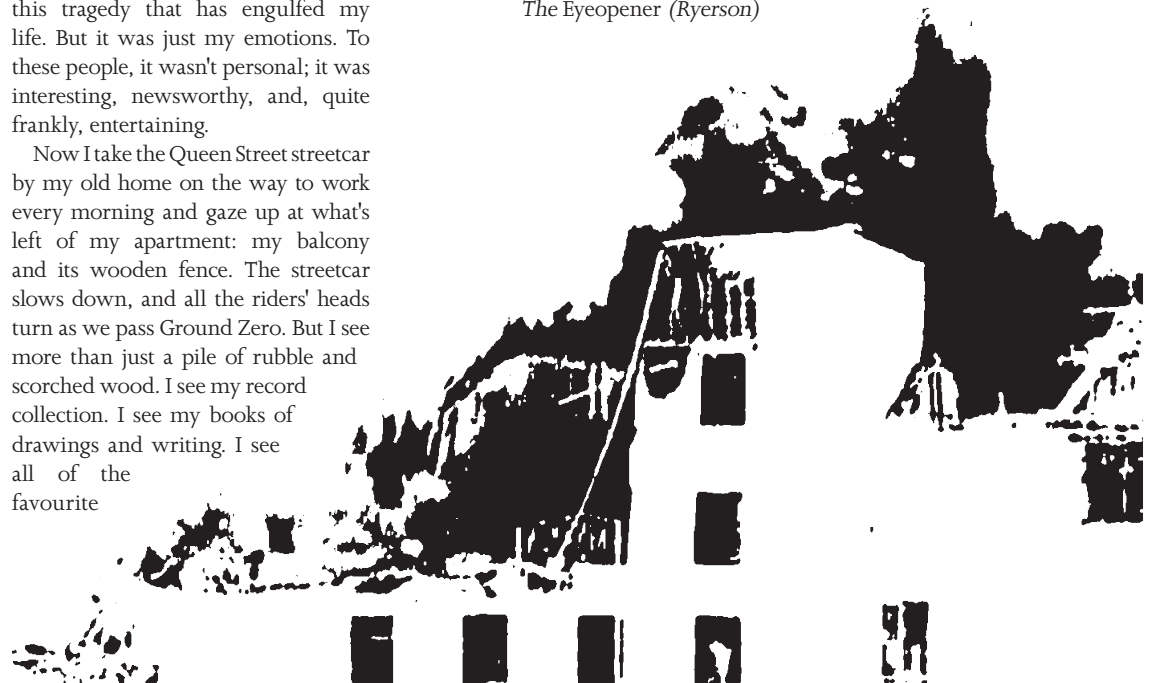 this tragedy that has engulfed my
life. But it was just my emotions. To
these people, it wasn't personal; it was
interesting, newsworthy, and, quite
frankly, entertaining.
Now I take the Queen Street streetcar
by my old home on the way to work
every morning and gaze up at what's
left of my apartment: my balcony
and its wooden fence. The streetcar
slows down, and all the riders' heads
turn as we pass Ground Zero. But I see
more than just a pile of rubble and
scorched wood. I see my record
collection. I see my books of
drawings and writing. I see
all of the
favourite
The Eyeopener (Ryerson)